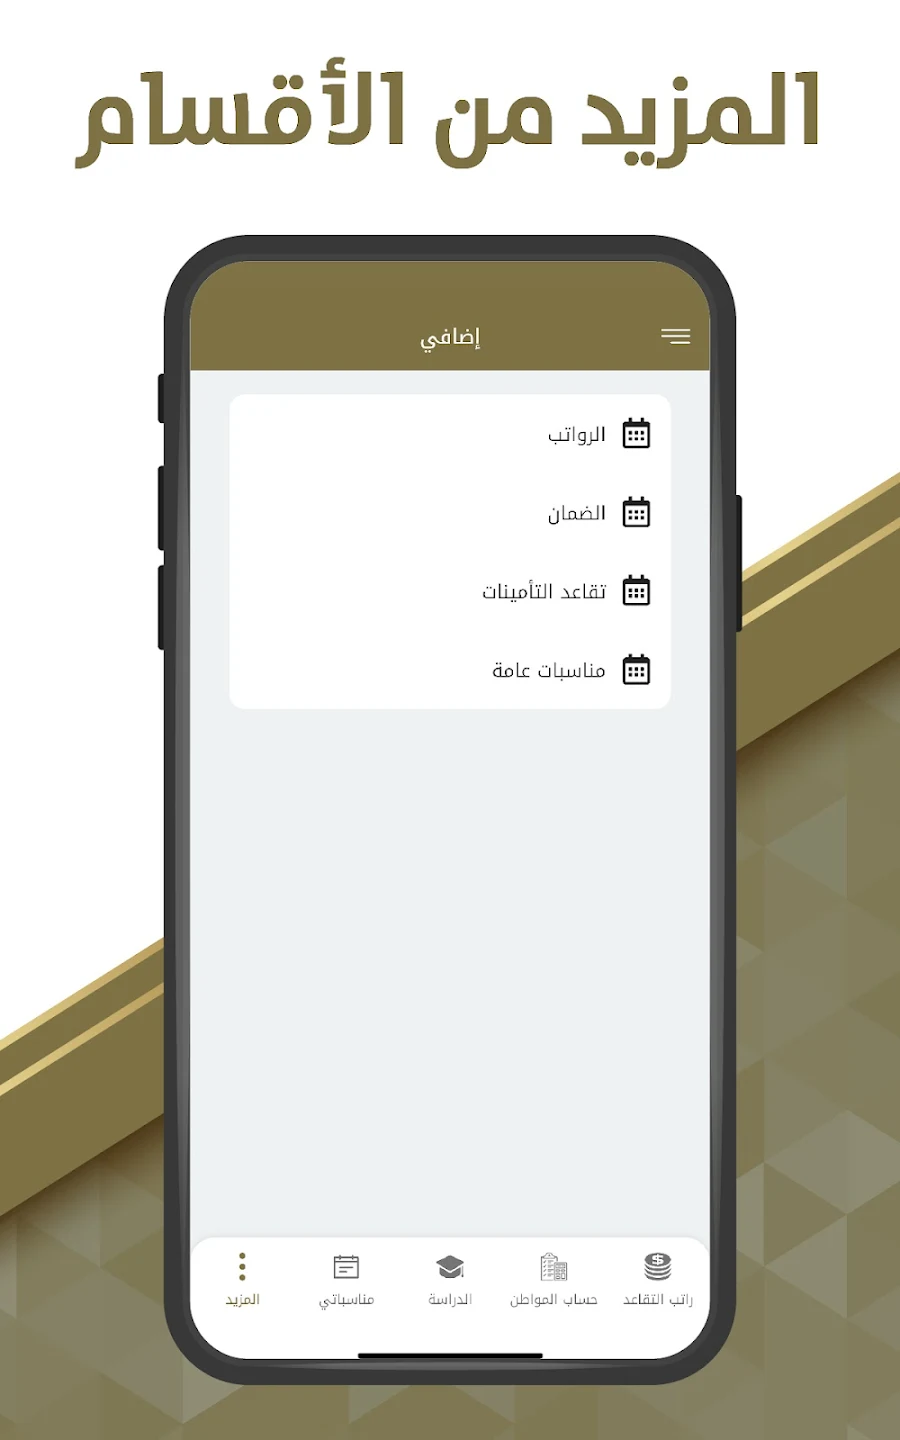 المزيد من الأقسام
إضافي
الرواتب
الضمان
تقاعد التأمينات
مناسبات عامة
راتب التقاعد
حساب المواطن
الدراسة
مناسباتي
المزيد